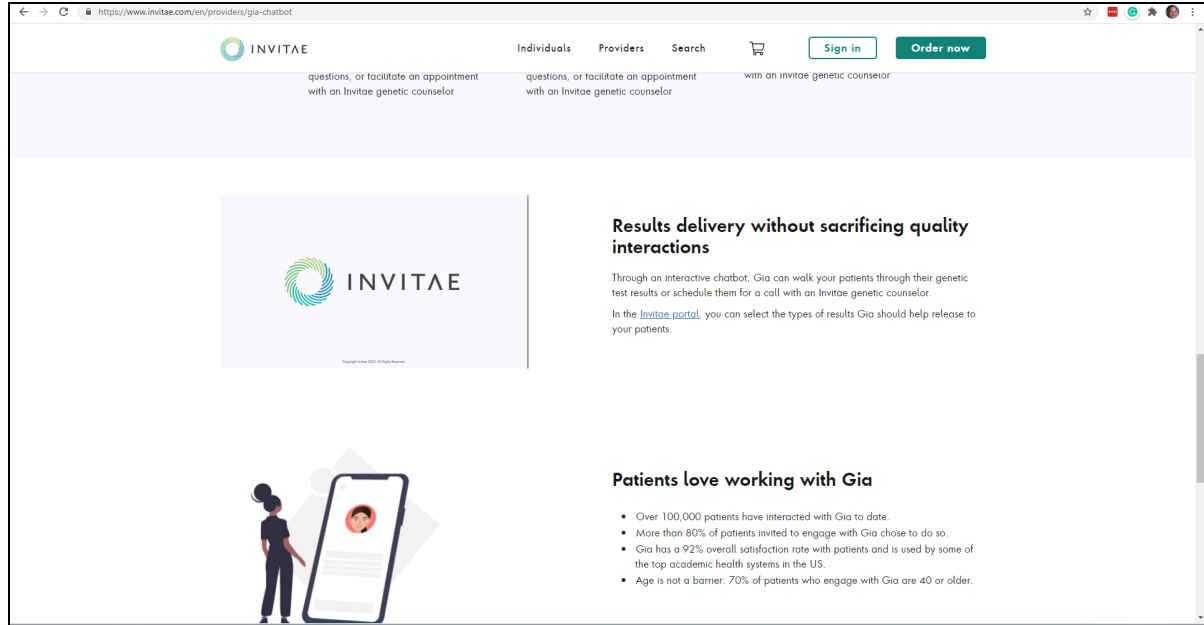 https://www.invitae.com/en/providers/gia-chatbot
INVITAE
Individuals Providers Search Sign in Order now
questions, or facilitate an appointment
with an Invitae genetic counselor
questions, or facilitate an appointment
with an Invitae genetic counselor
with an Invitae genetic counselor
INVITAE
Copyright Invitae 2020. All Rights Reserved.
Results delivery without sacrificing quality
interactions
Through an interactive chatbot, Gia can walk your patients through their genetic
test results or schedule them for a call with an Invitae genetic counselor.
In the Invitae portal, you can select the types of results Gia should help release to
your patients.
Patients love working with Gia
• Over 100,000 patients have interacted with Gia to date.
• More than 80% of patients invited to engage with Gia chose to do so.
• Gia has a 92% overall satisfaction rate with patients and is used by some of
the top academic health systems in the US.
• Age is not a barrier: 70% of patients who engage with Gia are 40 or older.